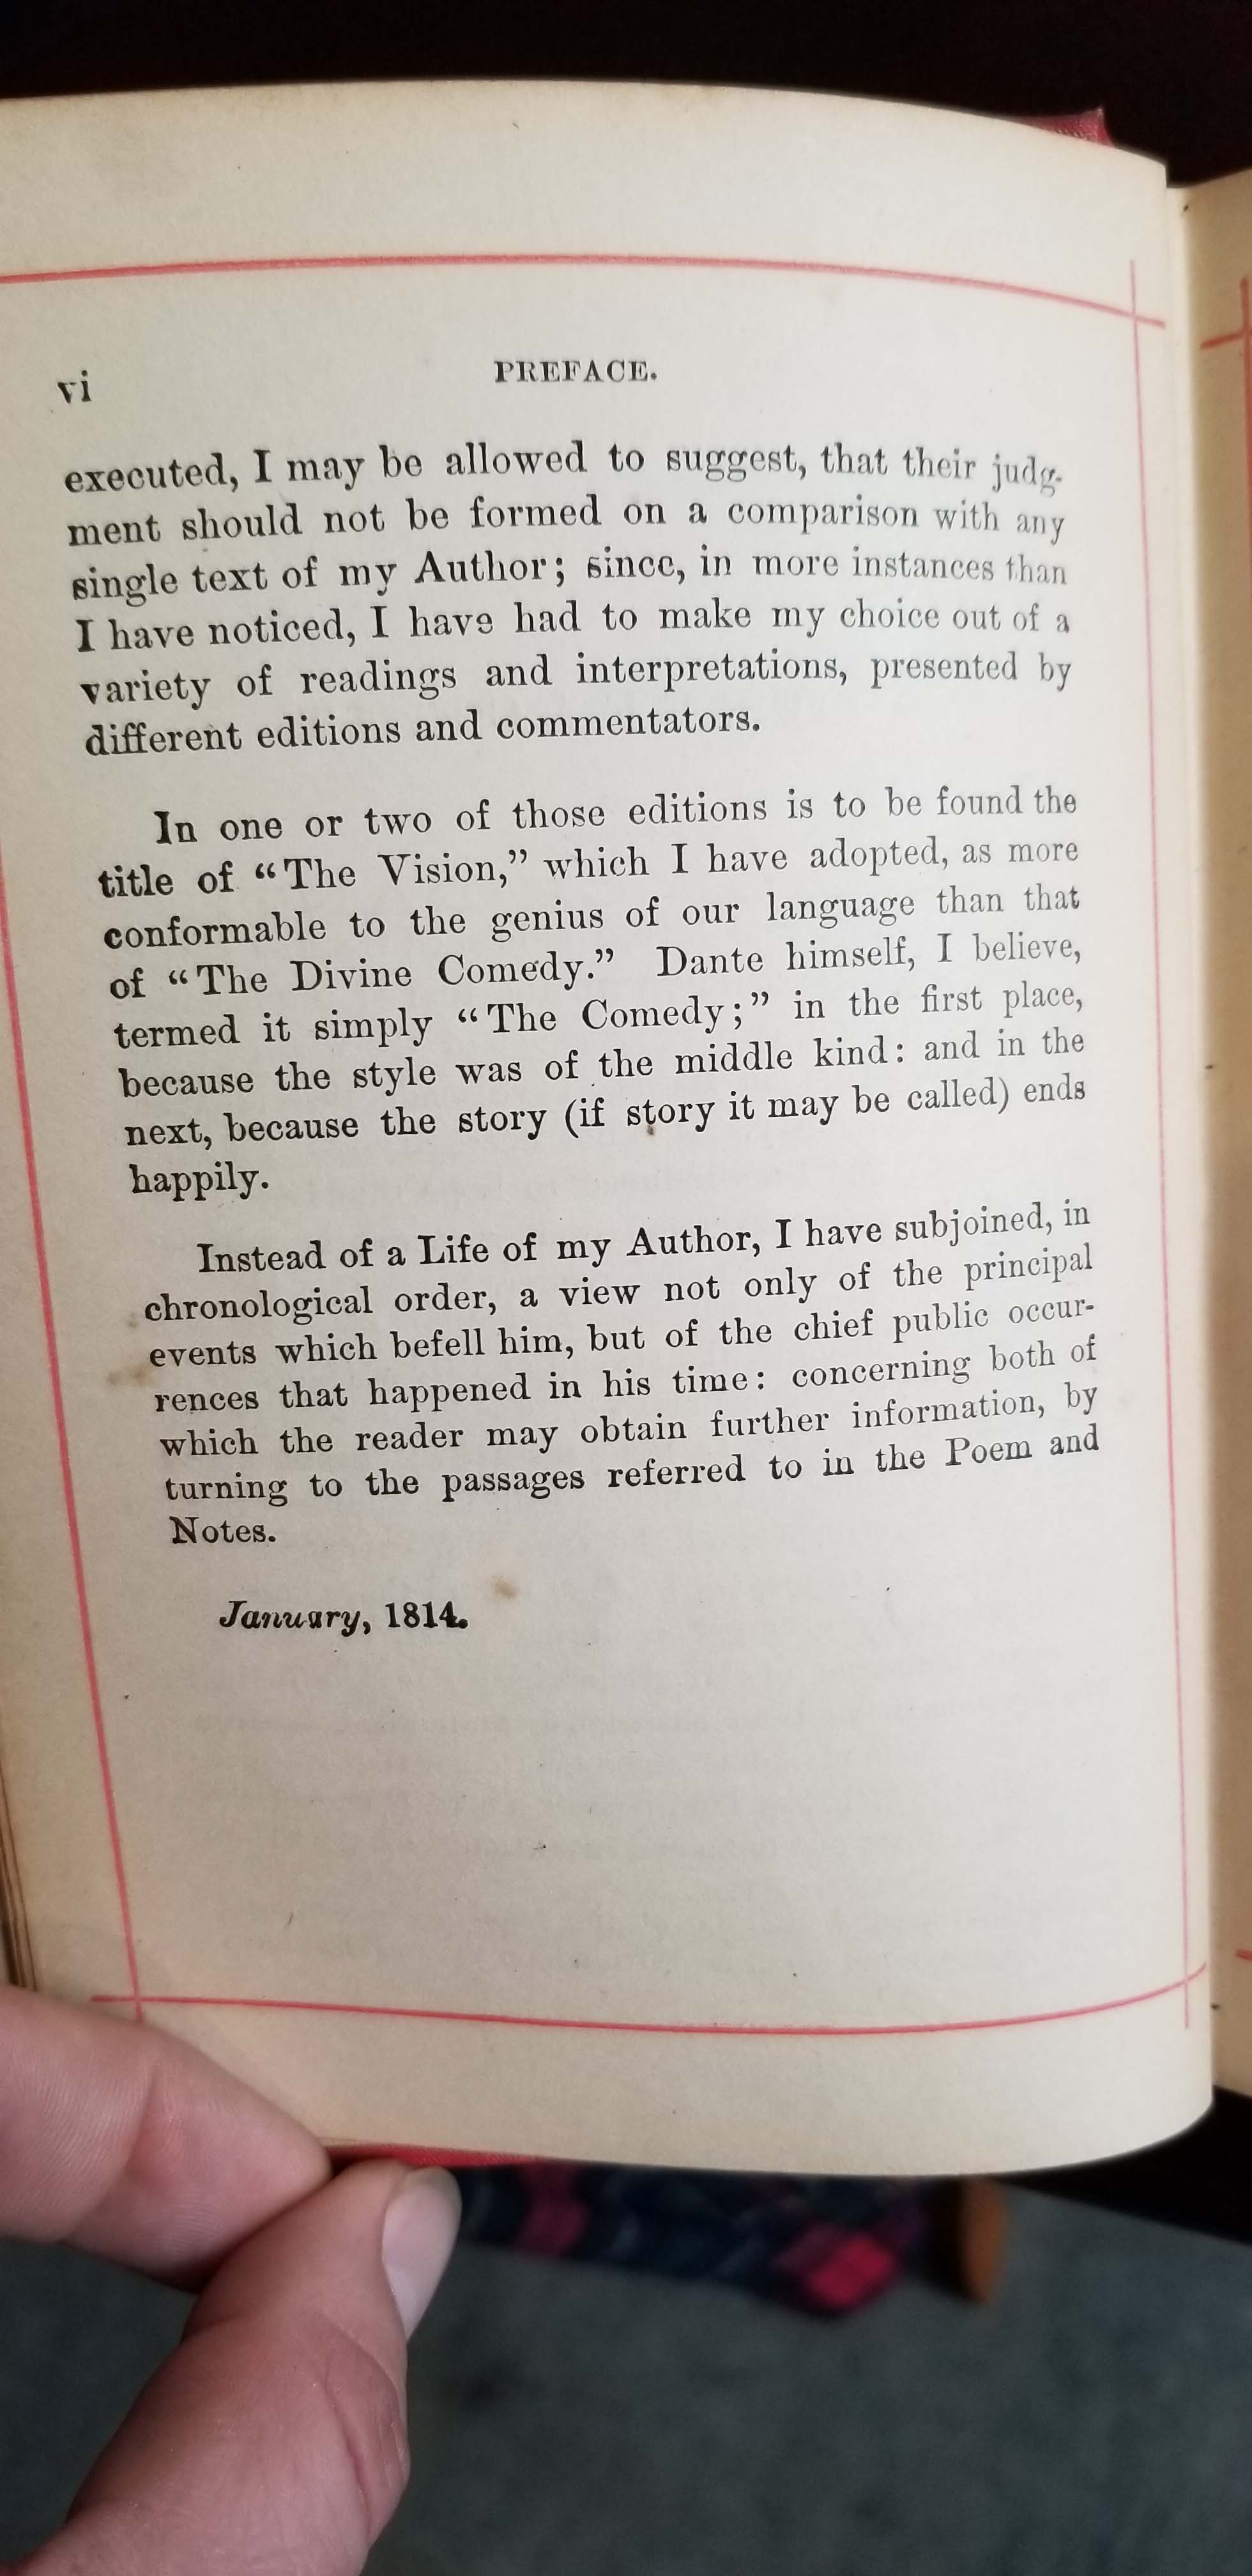 vi
PREFACE.
executed, I may be allowed to suggest, that their judg-
ment should not be formed on a comparison with any
single text of my Author; since, in more instances than
I have noticed, I have had to make my choice out of a
variety of readings and interpretations, presented by
different editions and commentators.
In one or two of those editions is to be found the
title of “The Vision,” which I have adopted, as more
conformable to the genius of our language than that
of “The Divine Comedy.” Dante himself, I believe,
termed it simply “The Comedy;” in the first place,
because the style was of the middle kind: and in the
next, because the story (if story it may be called) ends
happily.
Instead of a Life of my Author, I have subjoined, in
chronological order, a view not only of the principal
events which befell him, but of the chief public occur-
rences that happened in his time: concerning both of
which the reader may obtain further information, by
turning to the passages referred to in the Poem and
Notes.
January, 1814.